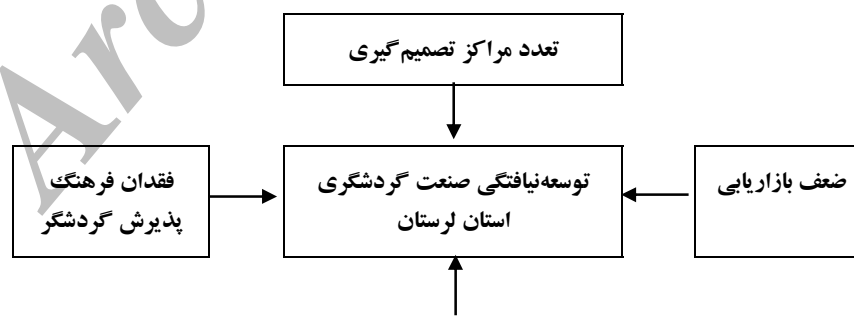 تعدد مراکز تصمیم‌گیری
ضعف بازاریابی
توسعه‌نیافتگی صنعت گردشگری
استان لرستان
فقدان فرهنگ
پذیرش گردشگر